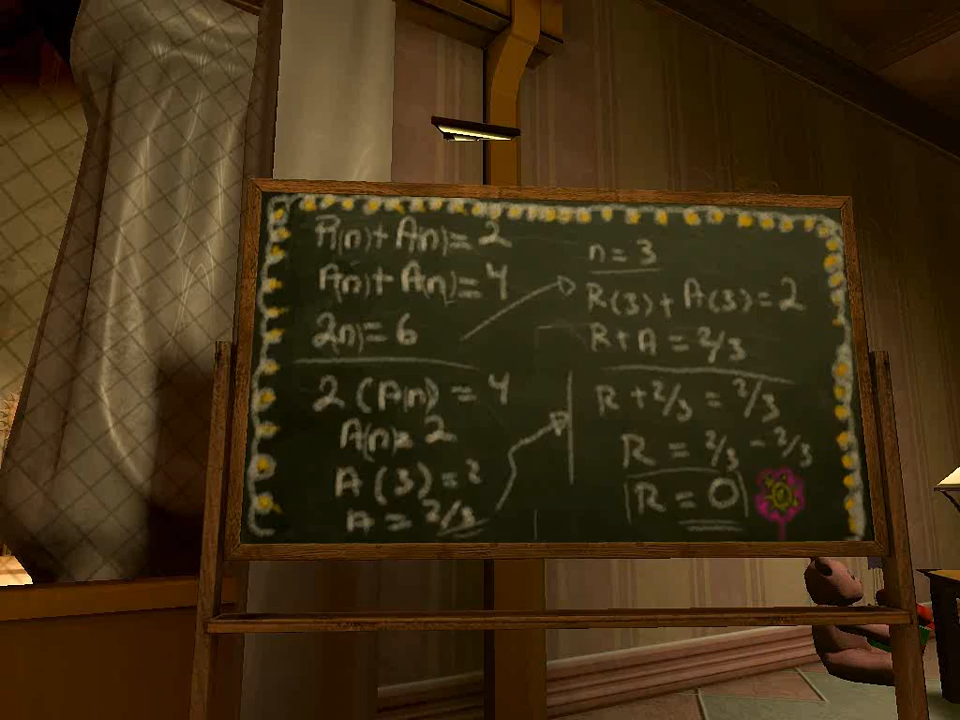 R(n)+A(n)=2
A(n)+A(n)=4
2(n)=6
2(A(n)=4
A(n)=2
A(3)=2
A=2/3
n=3
R(3)+A(3)=2
R+A=2/3
R+2/3=2/3
R=2/3-2/3
R=0